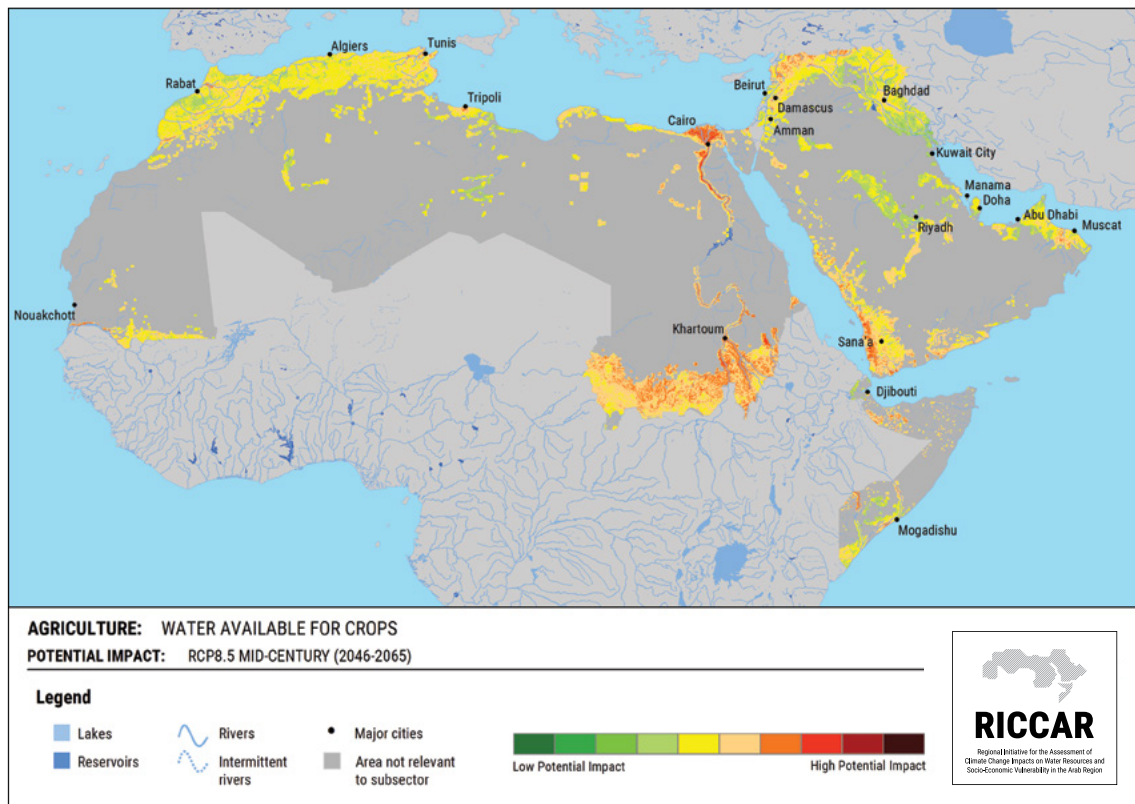 Algiers
Tunis
Rabat
Tripoli
Beirut
Damascus
Baghdad
Cairo
Amman
Kuwait City
Manama
Doha
Abu Dhabi
Muscat
Riyadh
Nouakchott
Khartoum
Sana'a
Djibouti
Mogadishu
AGRICULTURE: WATER AVAILABLE FOR CROPS
POTENTIAL IMPACT: RCP8.5 MID-CENTURY (2046-2065)
Legend
Lakes
Reservoirs
Rivers
Intermittent
rivers
Major cities
Area not relevant
to subsector
Low Potential Impact
High Potential Impact
RICCAR
Regional Initiative for the Assessment of
Climate Change Impacts on Water Resources and
Socio-Economic Vulnerability in the Arab Region